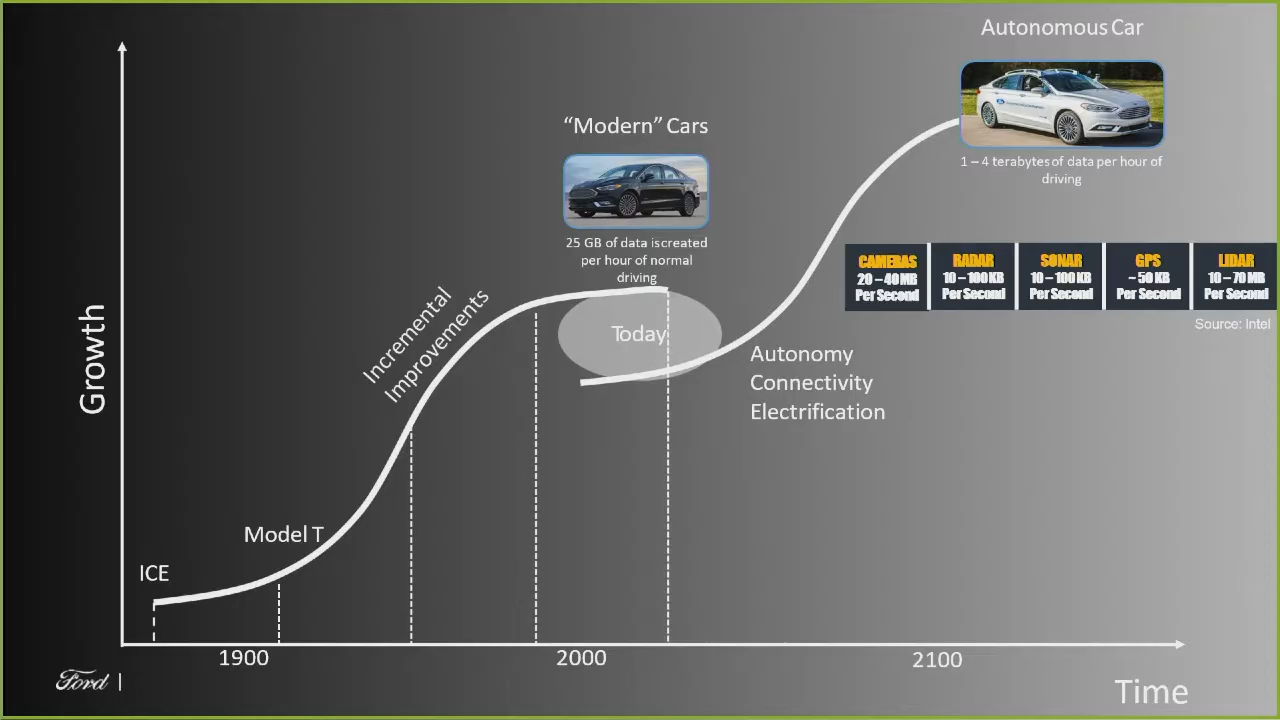 Autonomous Car
"Modern" Cars
1 – 4 terabytes of data per hour of
driving
25 GB of data is created
per hour of normal
driving
CAMERAS
20 – 40 MB
Per Second
RADAR
10 – 100 KB
Per Second
SONAR
10 – 100 KB
Per Second
GPS
~ 50 KB
Per Second
LIDAR
10 – 70 MB
Per Second
Source: Intel
Growth
Incremental
Improvements
Today
Autonomy
Connectivity
Electrification
Model T
ICE
1900
2000
2100
Ford
Time